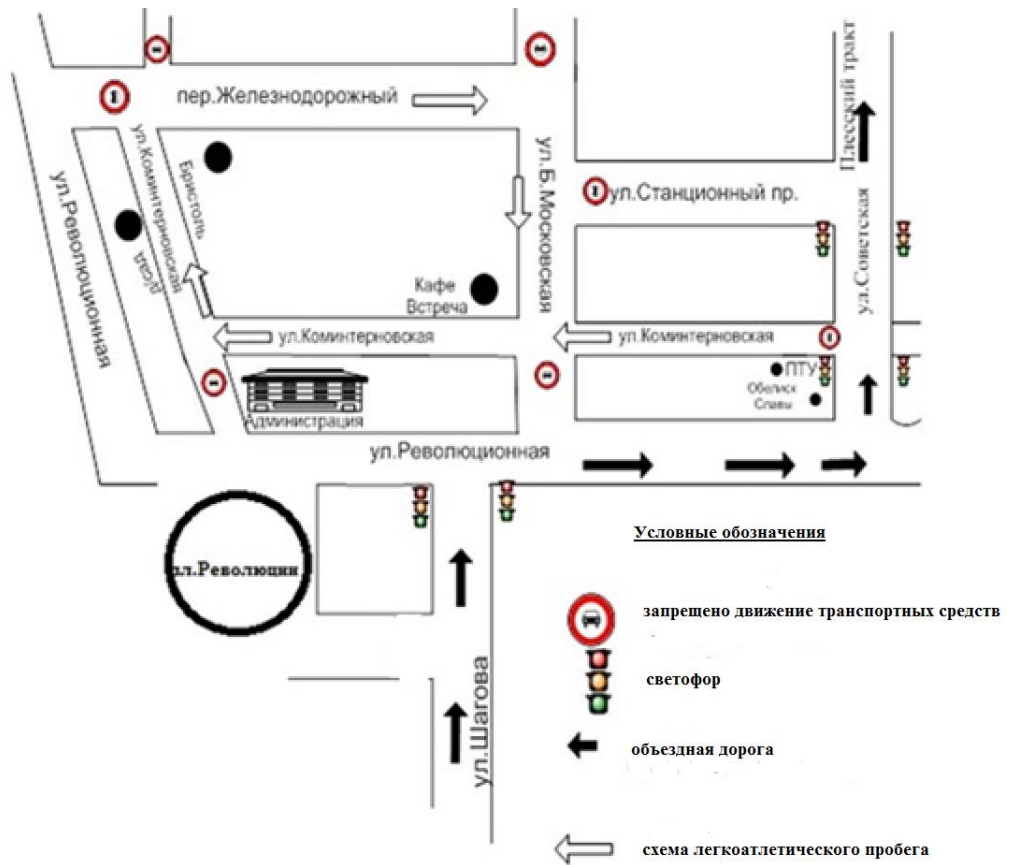 пер.Железнодорожный
Плесский тракт
ул.Коминтерновская
Бристоль
ул.Б.Московская
ул.Станционный пр.
ул.Революционная
д/сад
ул.Советская
Кафе
Встреча
ул.Коминтерновская
ул.Коминтерновская
ПТУ
Обелиск
Славы
Администрация
ул.Революционная
Условные обозначения
пл.Революции
запрещено движение транспортных средств
светофор
ул.Шагова
объездная дорога
схема легкоатлетического пробега